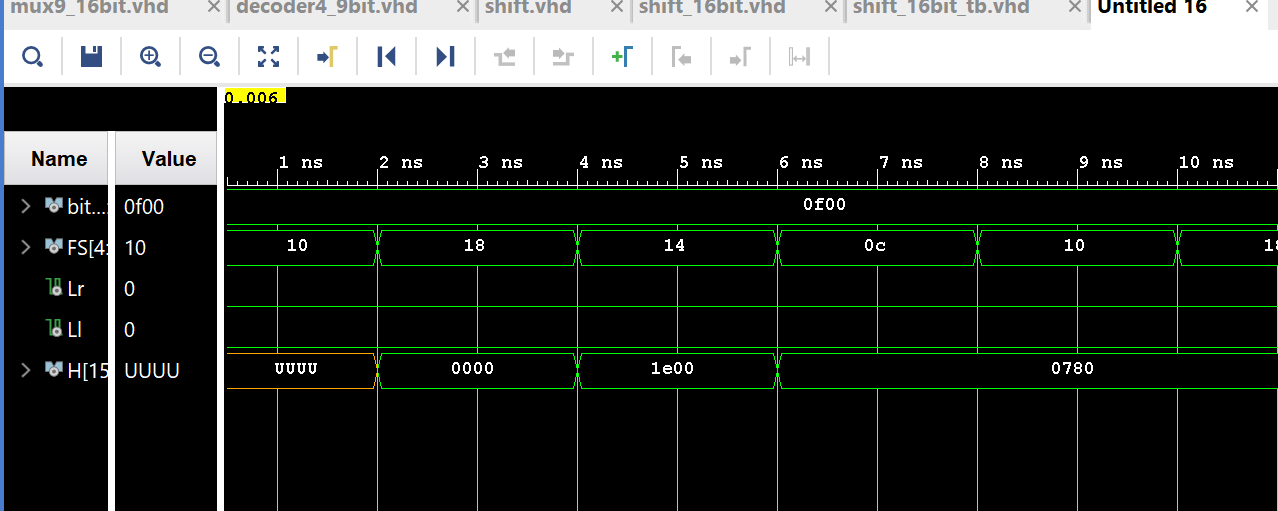 mux9_16bit.vhd decoder4_9bit.vhd shift.vhd shift_16bit.vhd shift_16bit_tb.vhd Untitled 16
0.006
Name Value
1 ns 2 ns 3 ns 4 ns 5 ns 6 ns 7 ns 8 ns 9 ns 10 ns
bit...: 0f00 0f00
FS[4: 10 10 18 14 0c 10 18
Lr 0
Ll 0
H[15 UUUU UUUU 0000 1e00 0780